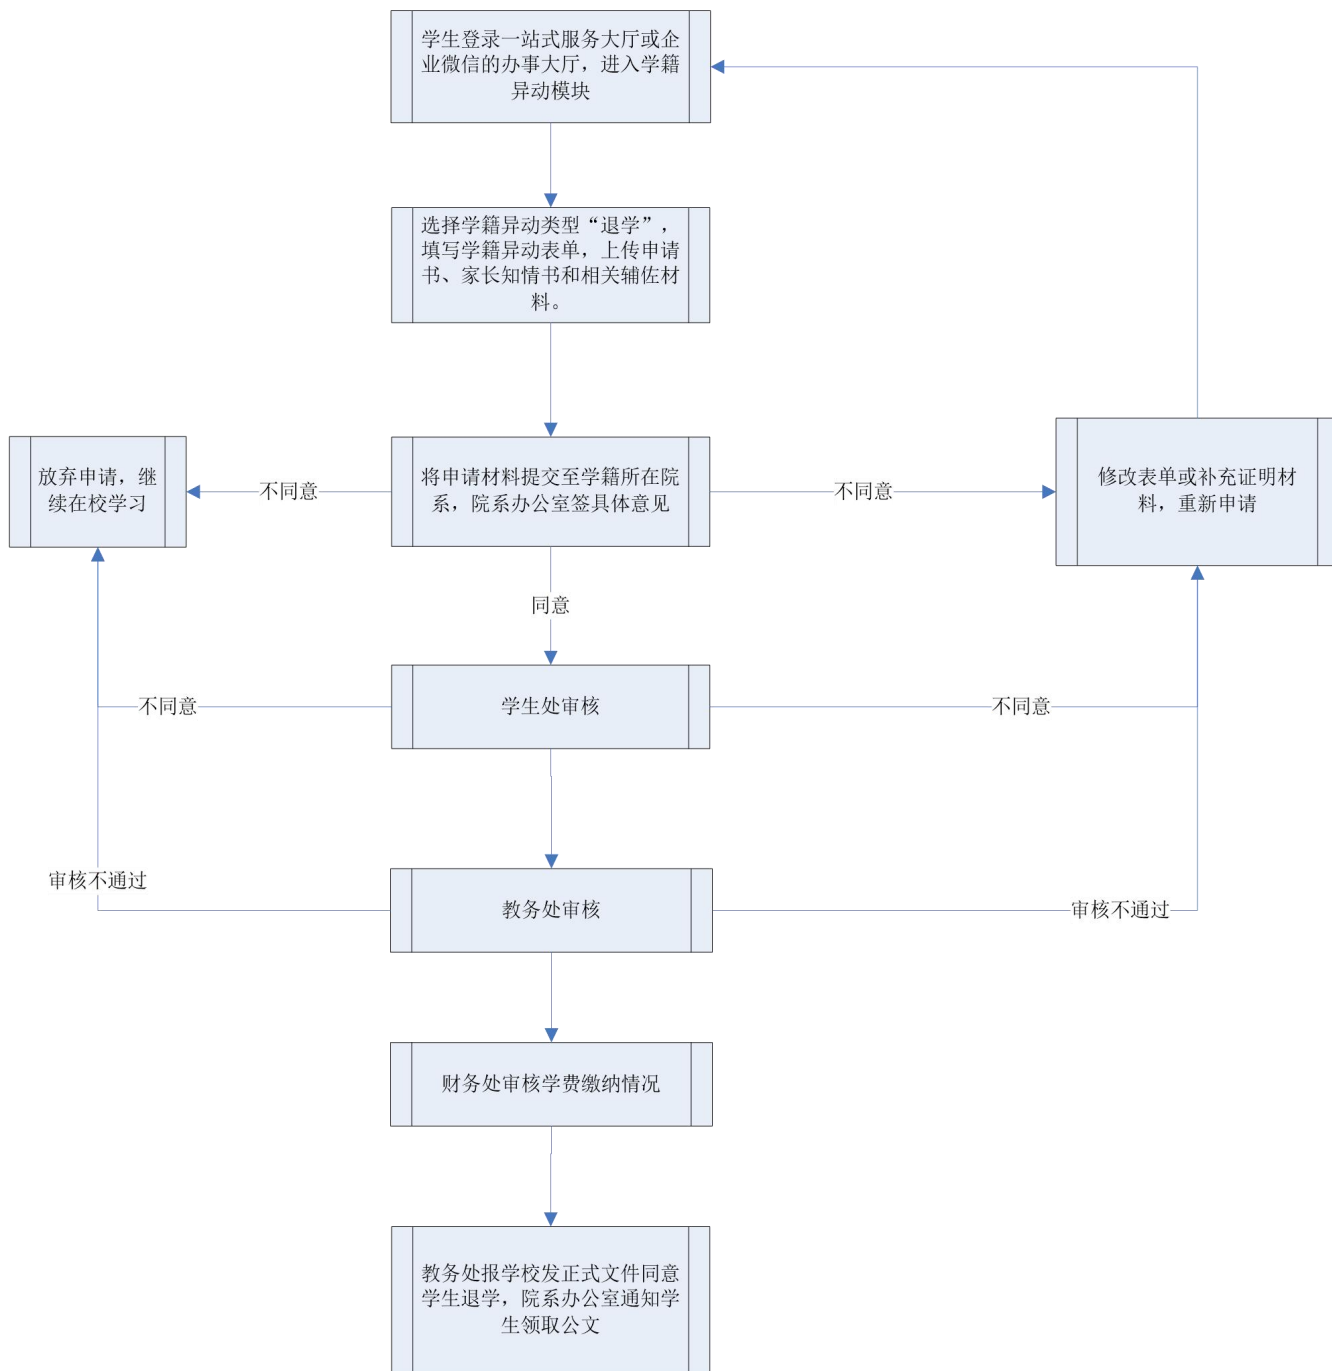 学生登录一站式服务大厅或企
业微信的办事大厅，进入学籍
异动模块
选择学籍异动类型“退学”，
填写学籍异动表单，上传申请
书、家长知情书和相关辅佐材
料。
放弃申请，继
续在校学习
不同意
将申请材料提交至学籍所在院
系，院系办公室签具体意见
不同意
修改表单或补充证明材
料，重新申请
同意
不同意
学生处审核
不同意
审核不通过
教务处审核
审核不通过
财务处审核学费缴纳情况
教务处报学校发正式文件同意
学生退学，院系办公室通知学
生领取公文